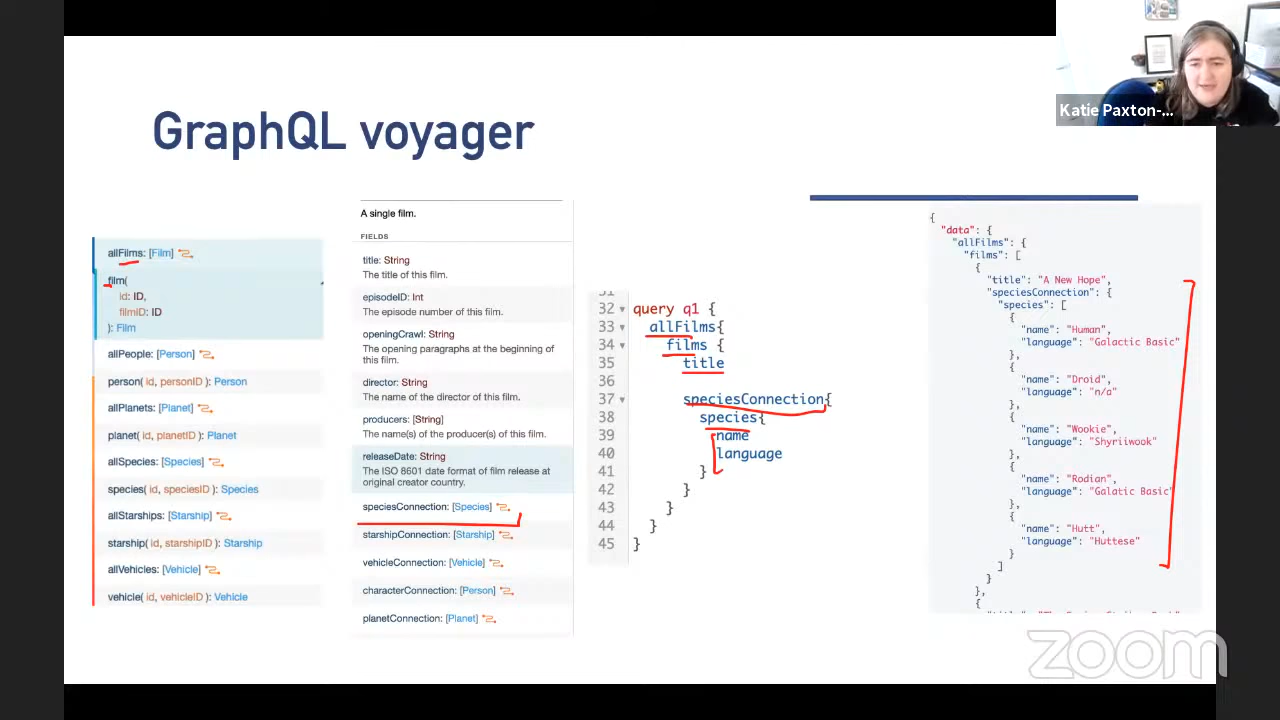 Katie Paxton-...
GraphQL voyager
allFilms: [Film]
film(
id: ID,
filmID: ID
): Film
allPeople: [Person]
person( id, personID ): Person
allPlanets: [Planet]
planet( id, planetID ): Planet
allSpecies: [Species]
species( id, speciesID ): Species
allStarships: [Starship]
starship( id, starshipID ): Starship
allVehicles: [Vehicle]
vehicle( id, vehicleID ): Vehicle
A single film.
FIELDS
title: String
The title of this film.
episodeID: Int
The episode number of this film.
openingCrawl: String
The opening paragraphs at the beginning of
this film.
director: String
The name of the director of this film.
producers: [String]
The name(s) of the producer(s) of this film.
releaseDate: String
The ISO 8601 date format of film release at
original creator country.
speciesConnection: [Species]
starshipConnection: [Starship]
vehicleConnection: [Vehicle]
characterConnection: [Person]
planetConnection: [Planet]
31
32 query q1 {
33 allFilms{
34 films {
35 title
36
37 speciesConnection{
38 species{
39 name
40 language
41 }
42 }
43 }
44 }
45 }
{
"data": {
"allFilms": {
"films": [
{
"title": "A New Hope",
"speciesConnection": {
"species": [
{
"name": "Human",
"language": "Galactic Basic"
},
{
"name": "Droid",
"language": "n/a"
},
{
"name": "Wookie",
"language": "Shyriiwook"
},
{
"name": "Rodian",
"language": "Galatic Basic"
},
{
"name": "Hutt",
"language": "Huttese"
}
]
}
},
{
zoom